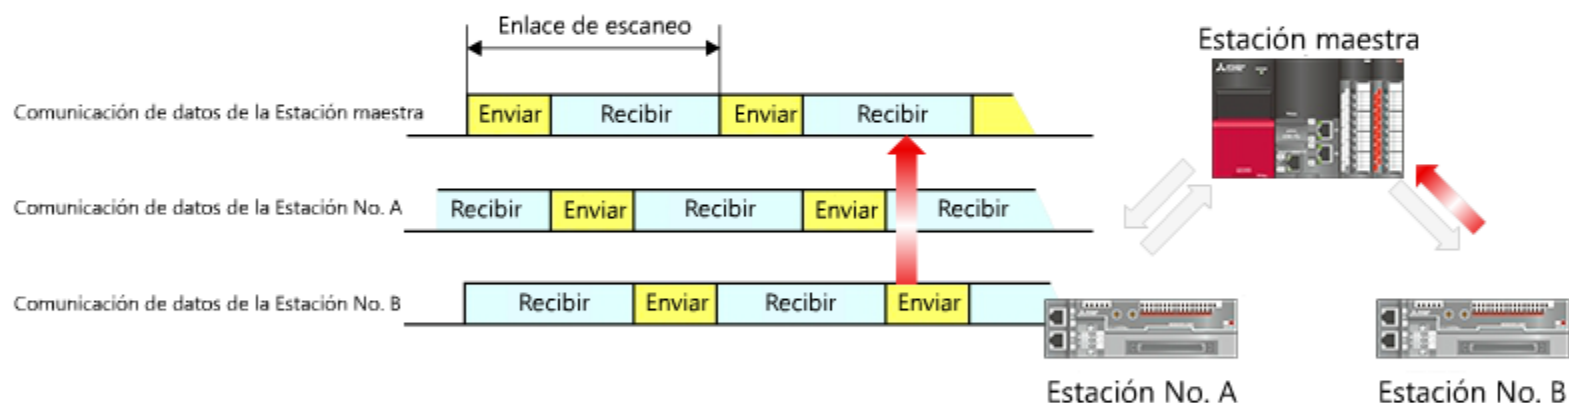 Enlace de escaneo
Estación maestra
Comunicación de datos de la Estación maestra
Enviar Recibir Enviar Recibir
Comunicación de datos de la Estación No. A
Recibir Enviar Recibir Enviar Recibir
Comunicación de datos de la Estación No. B
Recibir Enviar Recibir Enviar
Estación No. A
Estación No. B